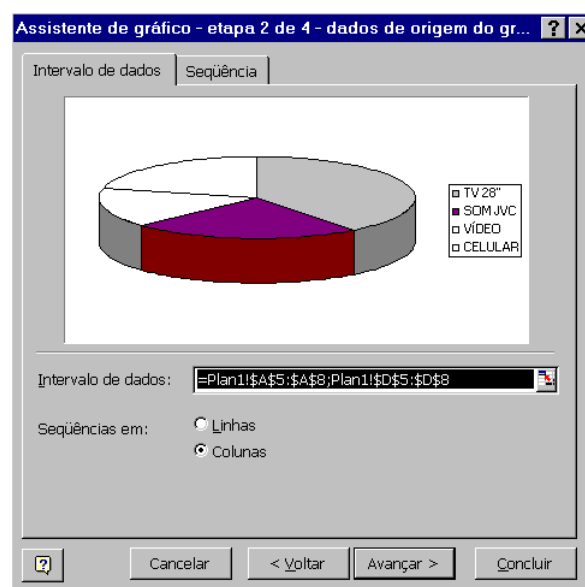 Assistente de gráfico - etapa 2 de 4 - dados de origem do gr... ? x
Intervalo de dados Seqüência
TV 28"
SOM JVC
VÍDEO
CELULAR
Intervalo de dados: =Plan1!$A$5:$A$8;Plan1!$D$5:$D$8
Seqüências em: Linhas
Colunas
? Cancelar < Voltar Avançar > Concluir